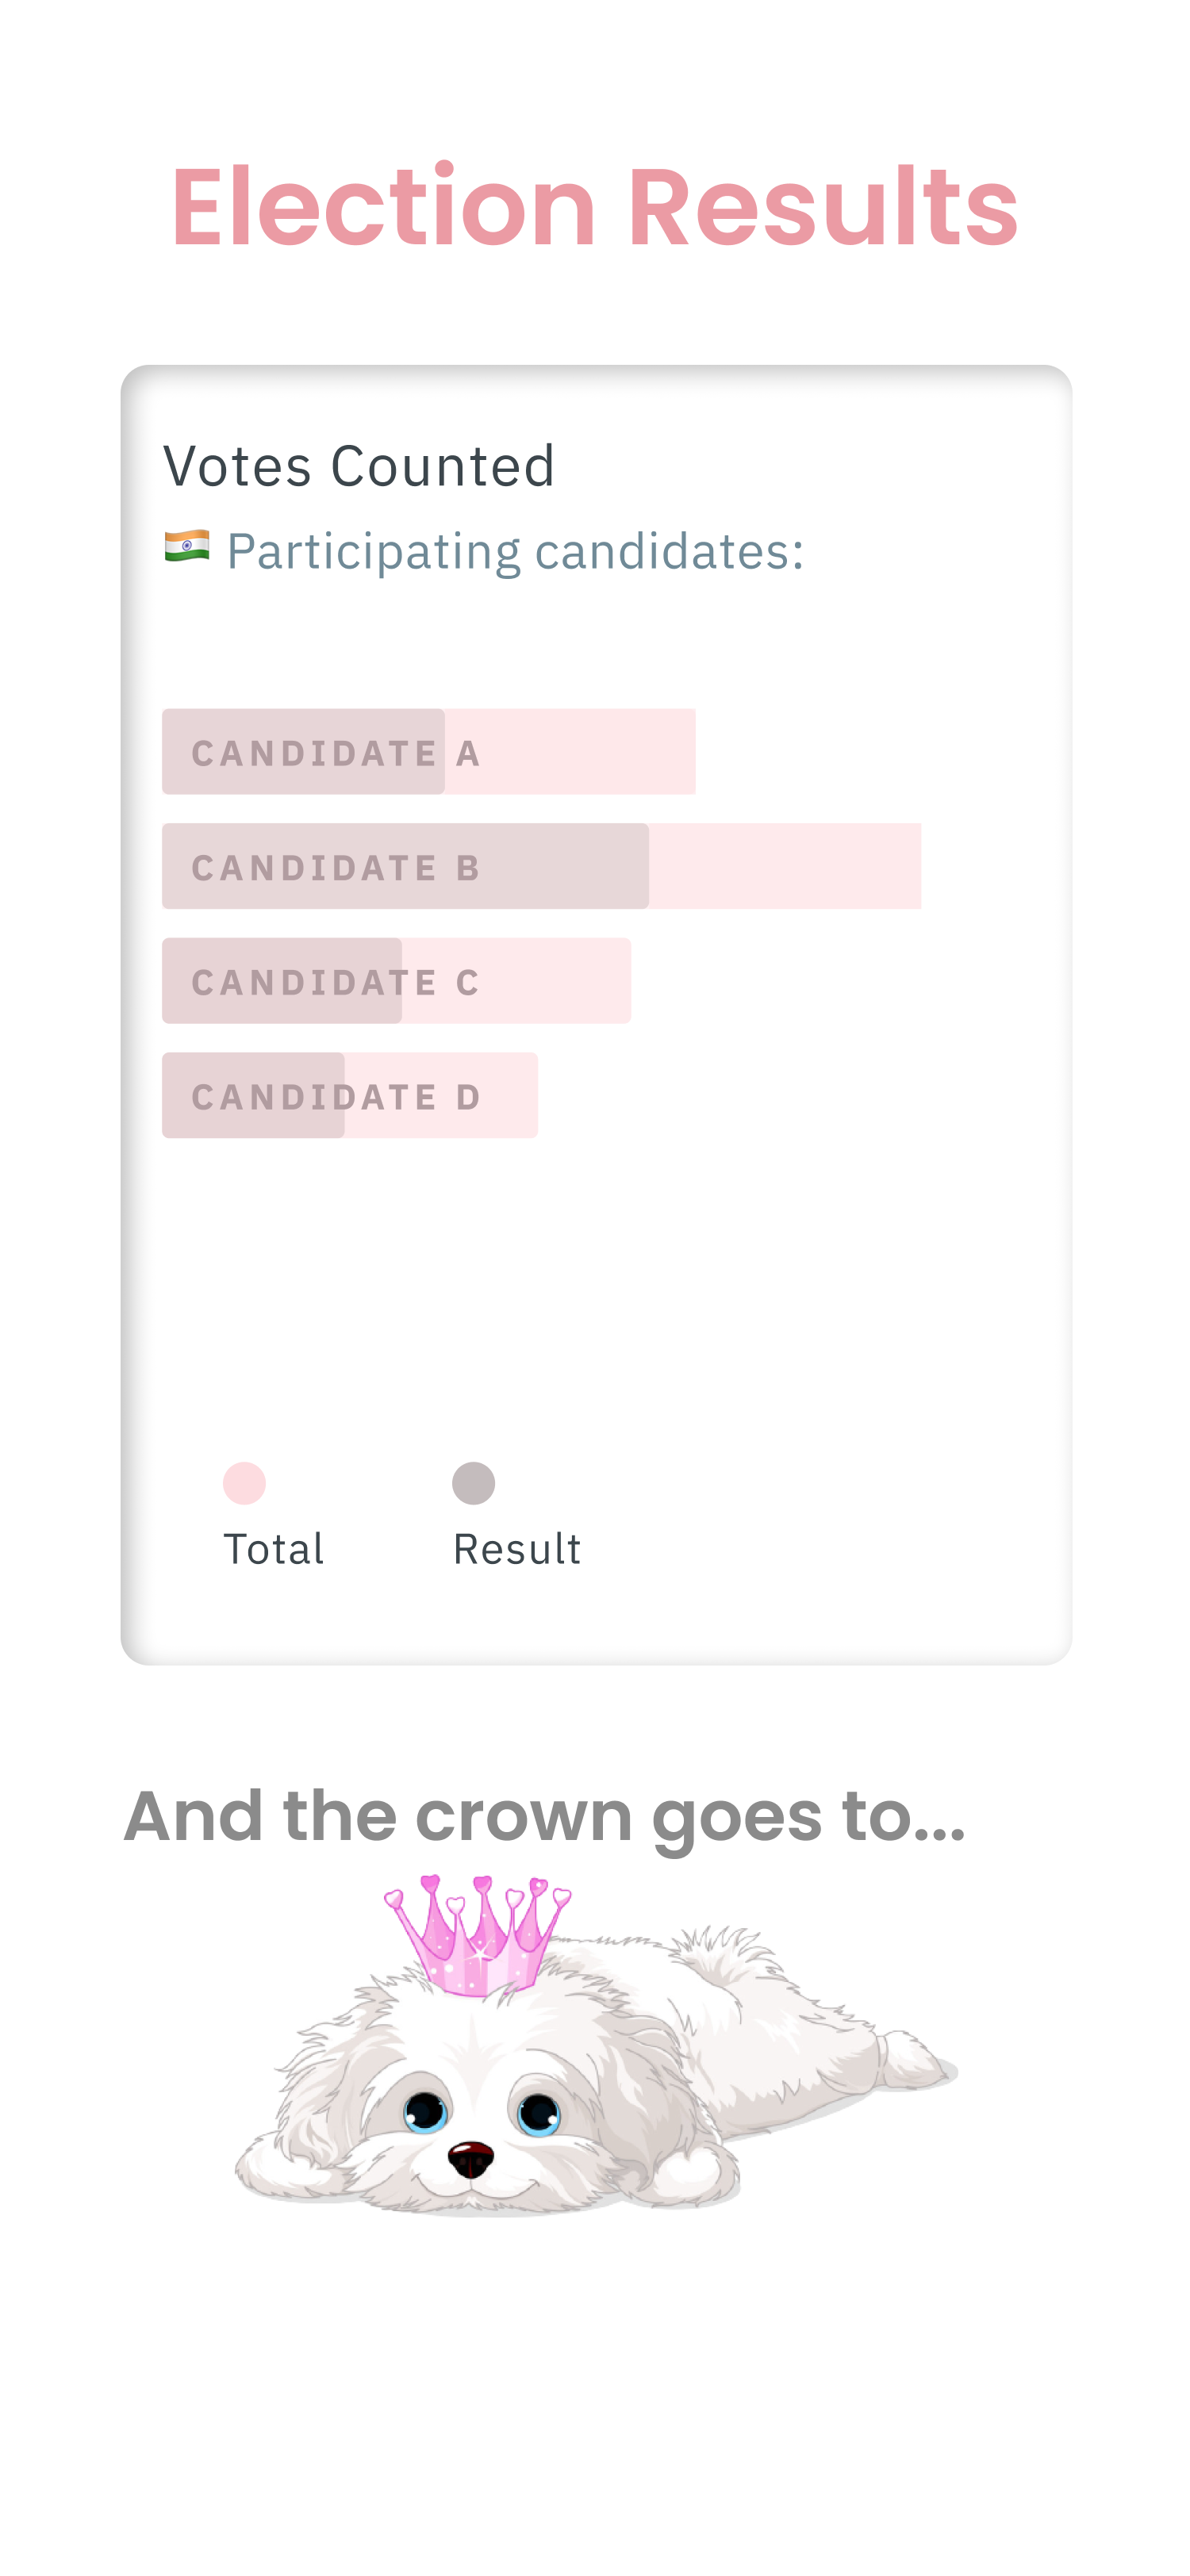 Election Results
Votes Counted
🇮🇳 Participating candidates:
CANDIDATE A
CANDIDATE B
CANDIDATE C
CANDIDATE D
Total
Result
And the crown goes to...